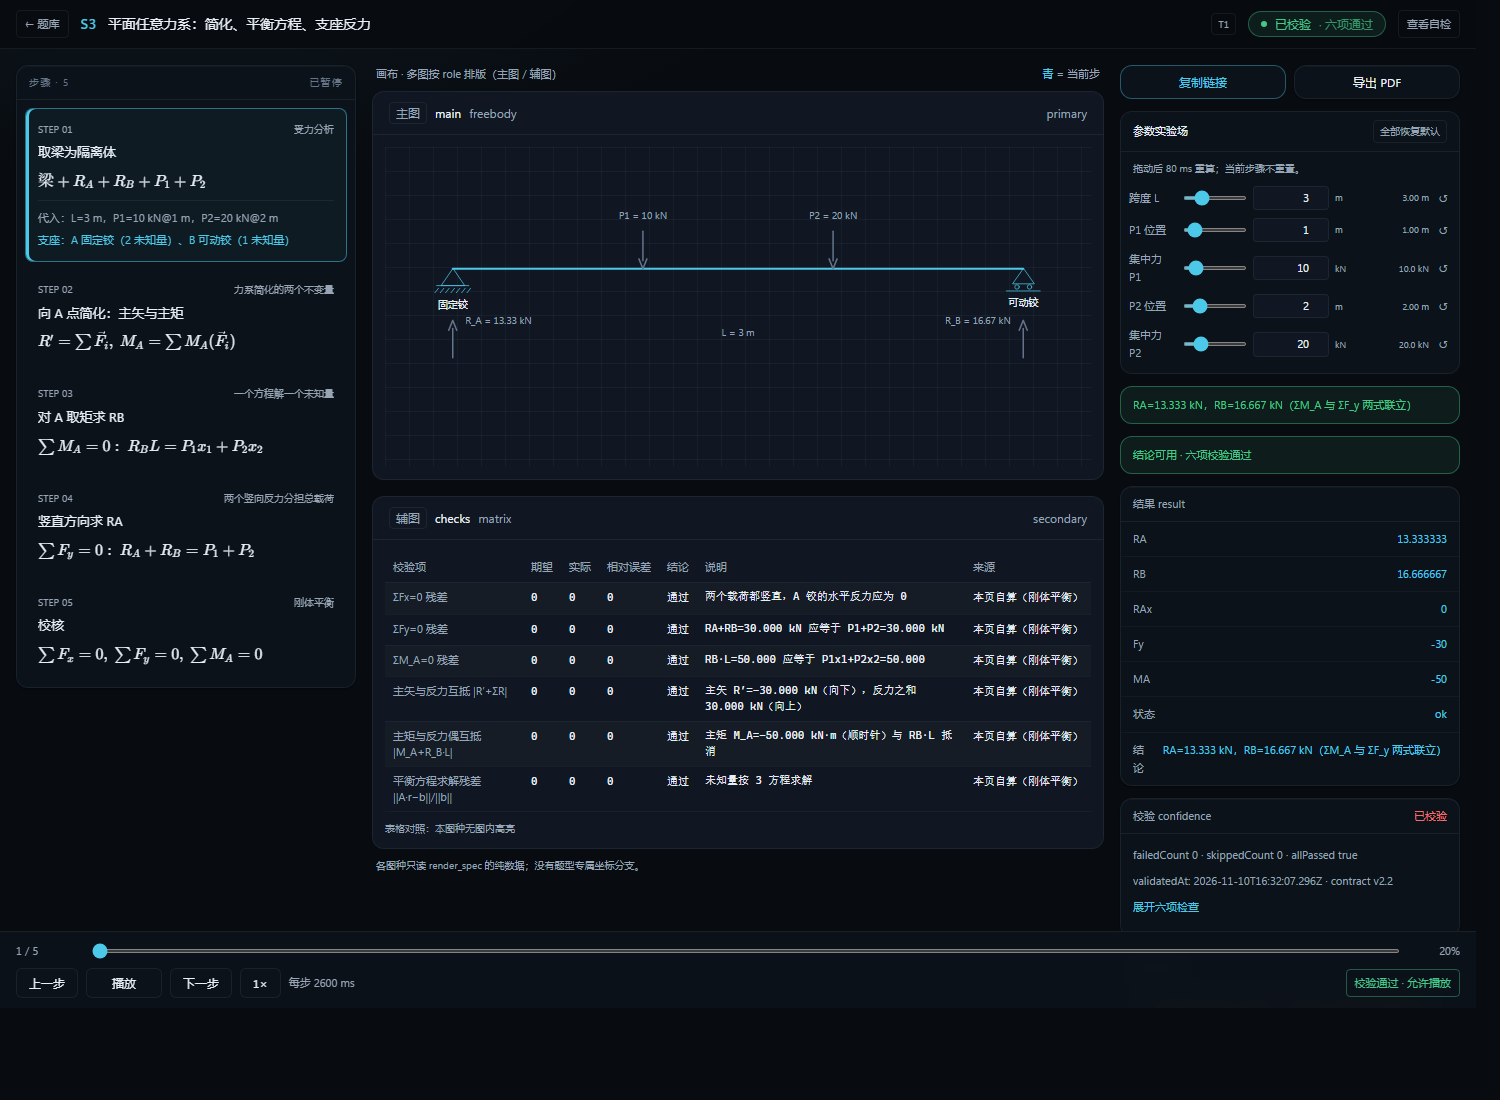 ← 题库
S3 平面任意力系：简化、平衡方程、支座反力
T1
已校验 · 六项通过
查看自检
步骤 · 5
已暂停
STEP 01
受力分析
取梁为隔离体
梁 + R_A + R_B + P_1 + P_2
代入：L=3 m，P1=10 kN@1 m，P2=20 kN@2 m
支座：A 固定铰（2 未知量）、B 可动铰（1 未知量）
STEP 02
力系简化的两个不变量
向 A 点简化：主矢与主矩
R′ = ∑ F⃗_i, M_A = ∑ M_A(F⃗_i)
STEP 03
一个方程解一个未知量
对 A 取矩求 RB
∑ M_A = 0 : R_B L = P_1 x_1 + P_2 x_2
STEP 04
两个竖向反力分担总载荷
竖直方向求 RA
∑ F_y = 0 : R_A + R_B = P_1 + P_2
STEP 05
刚体平衡
校核
∑ F_x = 0, ∑ F_y = 0, ∑ M_A = 0
画布 · 多图按 role 排版（主图 / 辅图）
青 = 当前步
主图 main freebody
primary
P1 = 10 kN
P2 = 20 kN
固定铰
可动铰
R_A = 13.33 kN
R_B = 16.67 kN
L = 3 m
辅图 checks matrix
secondary
校验项 期望 实际 相对误差 结论 说明 来源
ΣFx=0 残差 0 0 0 通过 两个载荷都竖直，A 铰的水平反力应为 0 本页自算（刚体平衡）
ΣFy=0 残差 0 0 0 通过 RA+RB=30.000 kN 应等于 P1+P2=30.000 kN 本页自算（刚体平衡）
ΣM_A=0 残差 0 0 0 通过 RB·L=50.000 应等于 P1x1+P2x2=50.000 本页自算（刚体平衡）
主矢与反力互抵 |R′+ΣR| 0 0 0 通过 主矢 R′=−30.000 kN（向下），反力之和
30.000 kN（向上）
本页自算（刚体平衡）
主矩与反力偶互抵
|M_A+R_B·L|
0 0 0 通过 主矩 M_A=−50.000 kN·m（顺时针）与 RB·L 抵
消
本页自算（刚体平衡）
平衡方程求解残差
||A·r−b||/||b||
0 0 0 通过 未知量按 3 方程求解 本页自算（刚体平衡）
表格对照：本图种无图内高亮
各图种只读 render_spec 的纯数据；没有题型专属坐标分支。
复制链接
导出 PDF
参数实验场
全部恢复默认
拖动后 80 ms 重算；当前步骤不重置。
跨度 L 3 m 3.00 m ↺
P1 位置 1 m 1.00 m ↺
集中力
P1
10 kN 10.0 kN ↺
P2 位置 2 m 2.00 m ↺
集中力
P2
20 kN 20.0 kN ↺
RA=13.333 kN，RB=16.667 kN（ΣM_A 与 ΣF_y 两式联立）
结论可用 · 六项校验通过
结果 result
RA 13.333333
RB 16.666667
RAx 0
Fy -30
MA -50
状态 ok
结
论
RA=13.333 kN，RB=16.667 kN（ΣM_A 与 ΣF_y 两式联立）
校验 confidence
已校验
failedCount 0 · skippedCount 0 · allPassed true
validatedAt: 2026-11-10T16:32:07.296Z · contract v2.2
展开六项检查
1 / 5
20%
上一步
播放
下一步
1×
每步 2600 ms
校验通过 · 允许播放